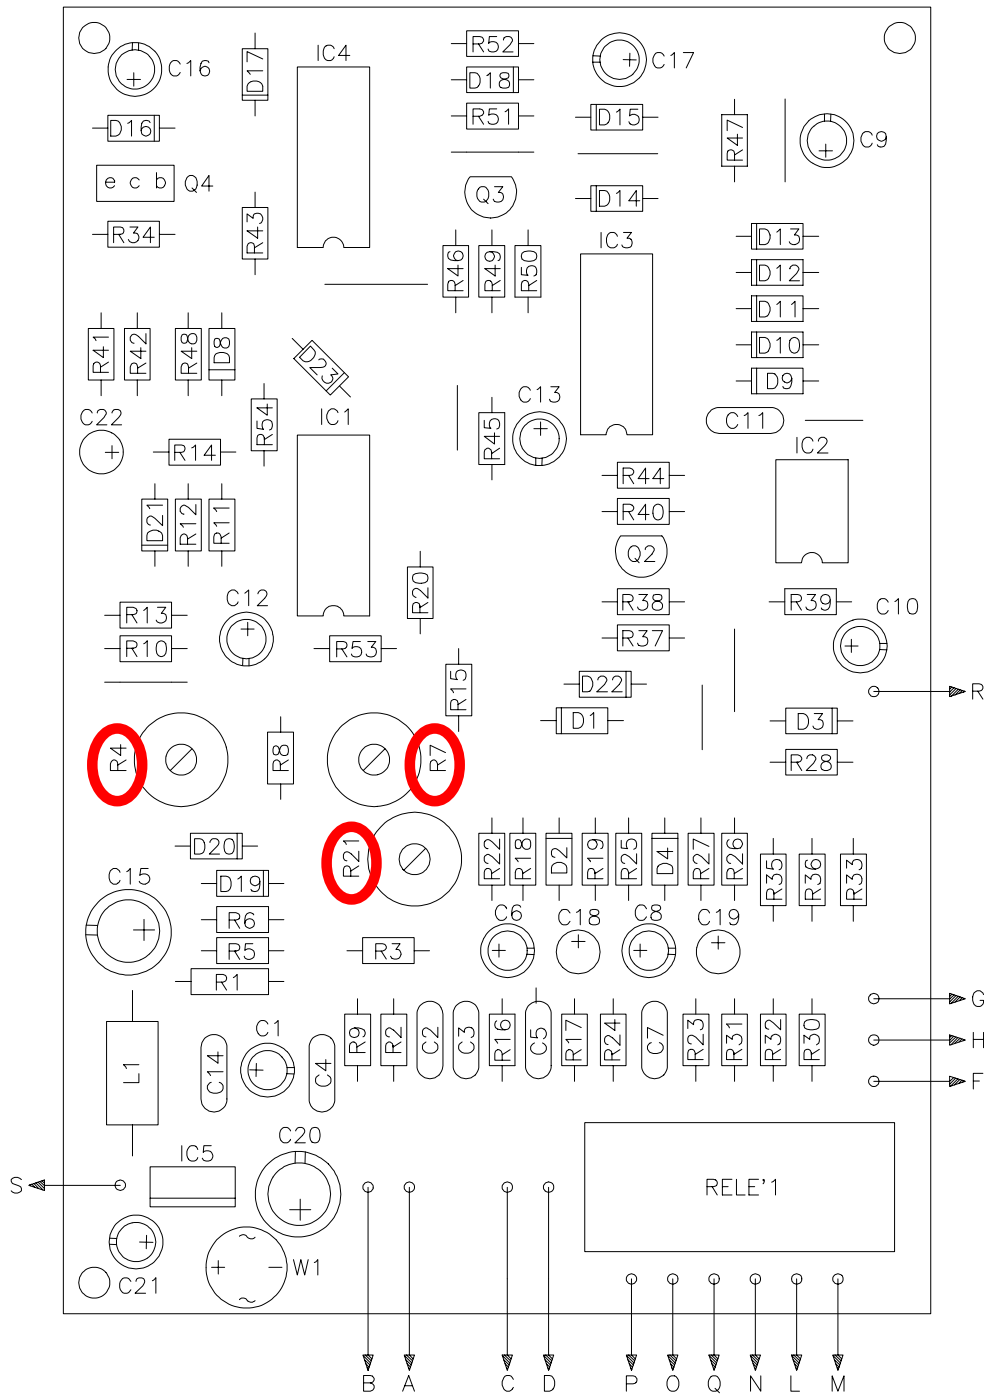 IC4
R52
C17
C16
D17
D18
D16
R51
D15
R47
C9
e c b
Q4
Q3
D14
R34
R43
IC3
D13
R46
R49
R50
D12
D11
R41
R42
R48
D8
D23
D10
D9
C22
R54
IC1
C13
C11
R14
R45
IC2
R44
D21
R12
R11
R40
Q2
R20
R13
C12
R38
R39
C10
R10
R53
R37
R15
D22
R
D1
D3
R4
R8
R7
R28
D20
R21
R22
R18
D2
R19
R25
D4
R27
R26
R35
R36
R33
C15
D19
R6
C6
C18
C8
C19
R5
R3
R1
G
L1
C14
C1
C4
R9
R2
C2
C3
R16
C5
R17
R24
C7
R23
R31
R32
R30
H
F
C20
IC5
S
RELE'1
C21
W1
B A C D P O Q N L M